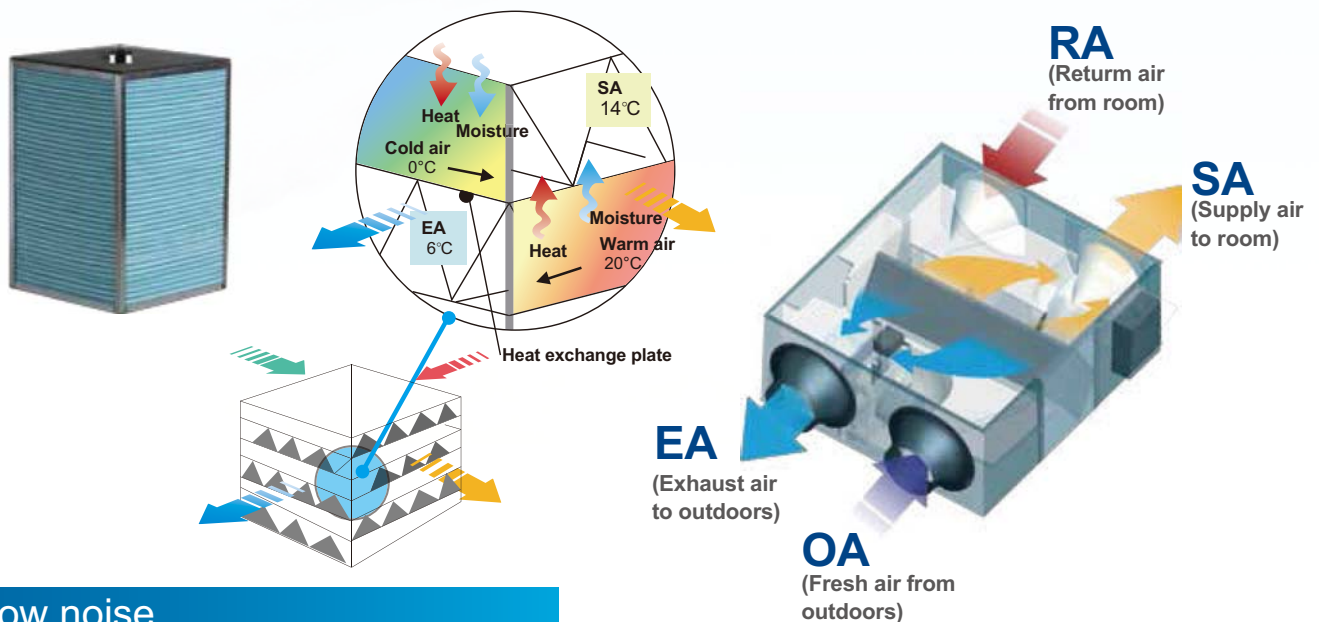 Heat
Moisture
Cold air
0°C
SA
14°C
EA
6°C
Moisture
Heat
Warm air
20°C
Heat exchange plate
RA
(Returm air
from room)
SA
(Supply air
to room)
EA
(Exhaust air
to outdoors)
OA
(Fresh air from
outdoors)
ow noise